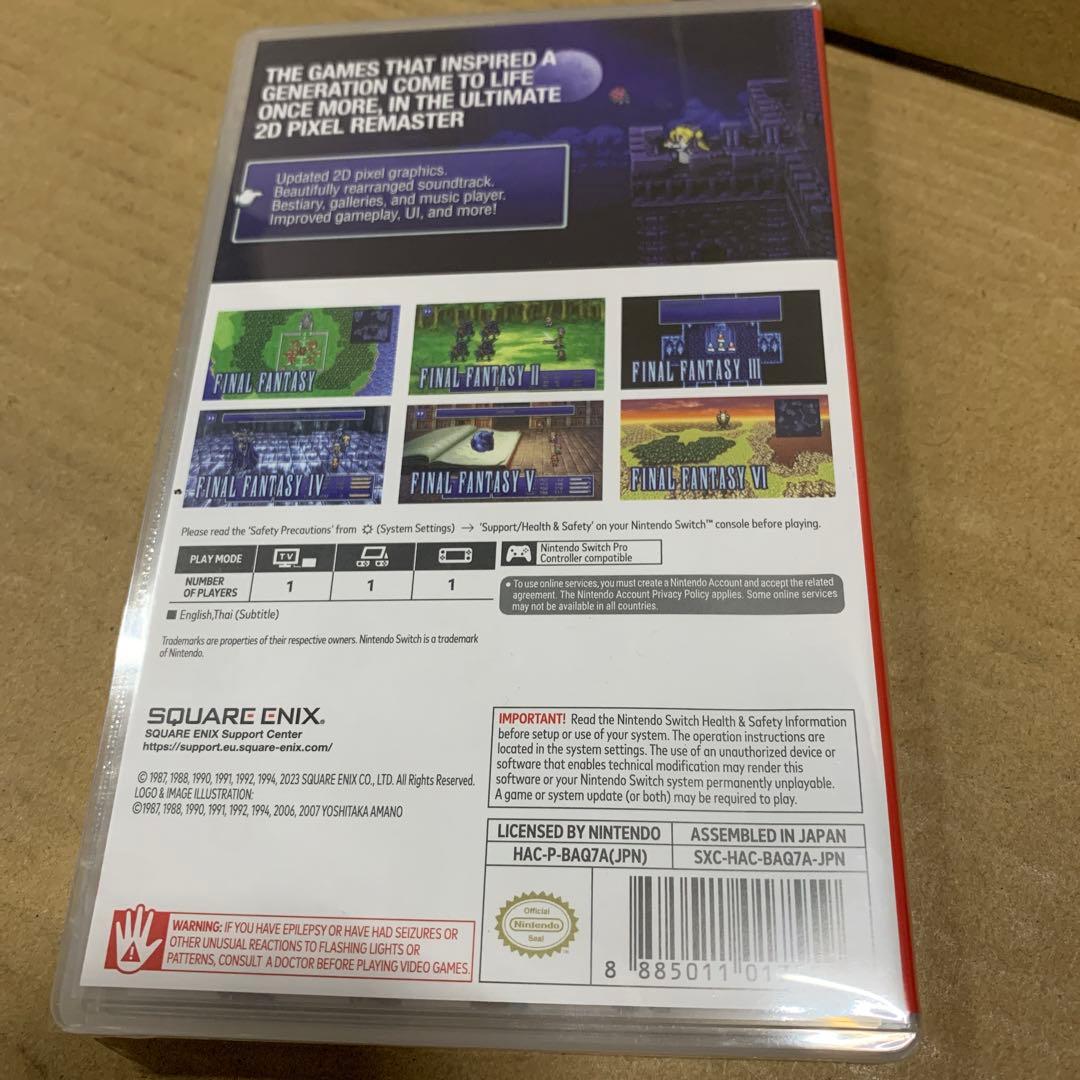 THE GAMES THAT INSPIRED A
GENERATION COME TO LIFE
ONCE MORE, IN THE ULTIMATE
2D PIXEL REMASTER
Updated 2D pixel graphics.
Beautifully rearranged soundtrack.
Bestiary, galleries, and music player.
Improved gameplay, UI, and more!
FINAL FANTASY
FINAL FANTASY II
FINAL FANTASY III
FINAL FANTASY IV
FINAL FANTASY V
FINAL FANTASY VI
Please read the 'Safety Precautions' from (System Settings) → 'Support/Health & Safety' on your Nintendo Switch™ console before playing.
PLAY MODE
TV
NUMBER
OF PLAYERS
1
1
1
Nintendo Switch Pro
Controller compatible
• To use online services, you must create a Nintendo Account and accept the related
agreement. The Nintendo Account Privacy Policy applies. Some online services
may not be available in all countries.
English,Thai (Subtitle)
Trademarks are properties of their respective owners. Nintendo Switch is a trademark
of Nintendo.
SQUARE ENIX®
SQUARE ENIX Support Center
https://support.eu.square-enix.com/
© 1987, 1988, 1990, 1991, 1992, 1994, 2023 SQUARE ENIX CO., LTD. All Rights Reserved.
LOGO & IMAGE ILLUSTRATION:
©1987, 1988, 1990, 1991, 1992, 1994, 2006, 2007 YOSHITAKA AMANO
IMPORTANT! Read the Nintendo Switch Health & Safety Information
before setup or use of your system. The operation instructions are
located in the system settings. The use of an unauthorized device or
software that enables technical modification may render this
software or your Nintendo Switch system permanently unplayable.
A game or system update (or both) may be required to play.
LICENSED BY NINTENDO
ASSEMBLED IN JAPAN
HAC-P-BAQ7A(JPN)
SXC-HAC-BAQ7A-JPN
WARNING: IF YOU HAVE EPILEPSY OR HAVE HAD SEIZURES OR
OTHER UNUSUAL REACTIONS TO FLASHING LIGHTS OR
PATTERNS, CONSULT A DOCTOR BEFORE PLAYING VIDEO GAMES.
Official
Nintendo
Seal
8 885011 01